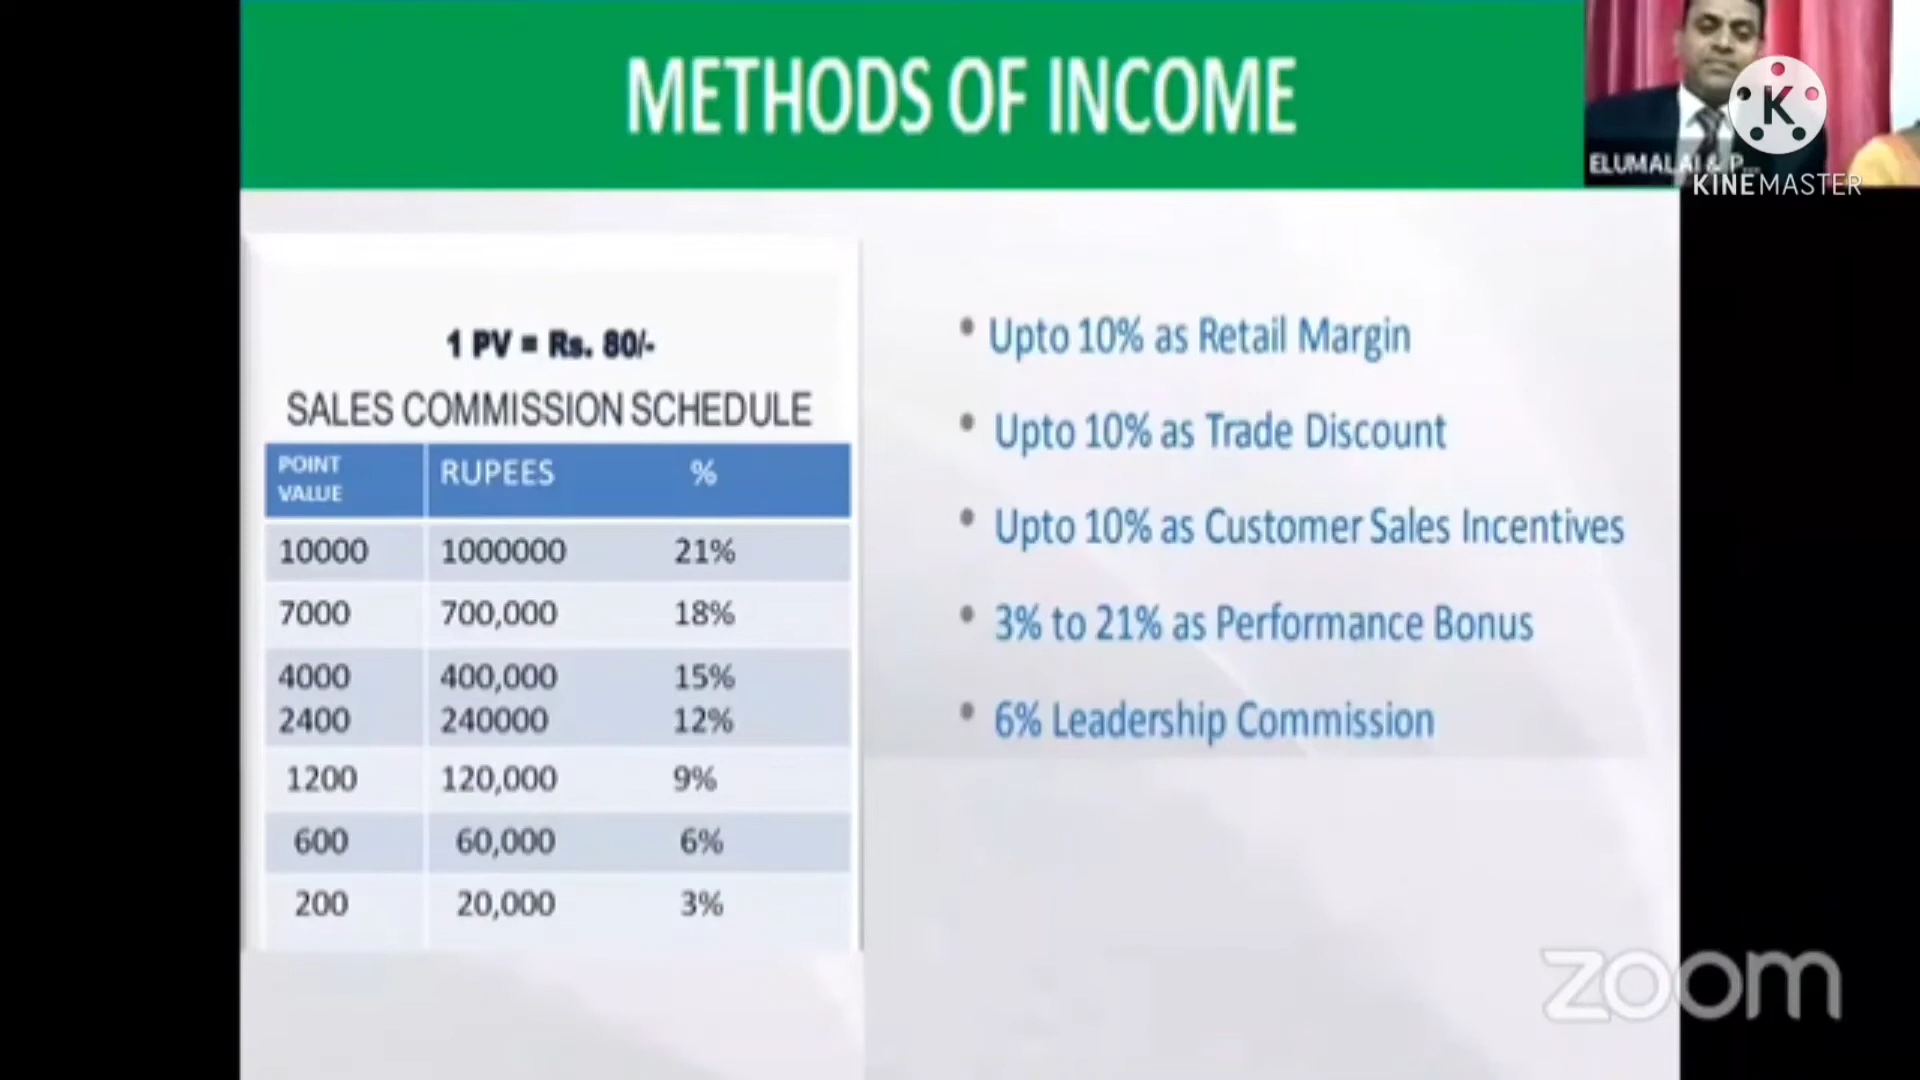 METHODS OF INCOME
ELUMALAI & P...
KINEMASTER
1 PV = Rs. 80/-
SALES COMMISSION SCHEDULE
POINT VALUE RUPEES %
10000 1000000 21%
7000 700,000 18%
4000 400,000 15%
2400 240000 12%
1200 120,000 9%
600 60,000 6%
200 20,000 3%
• Upto 10% as Retail Margin
• Upto 10% as Trade Discount
• Upto 10% as Customer Sales Incentives
• 3% to 21% as Performance Bonus
• 6% Leadership Commission
zoom